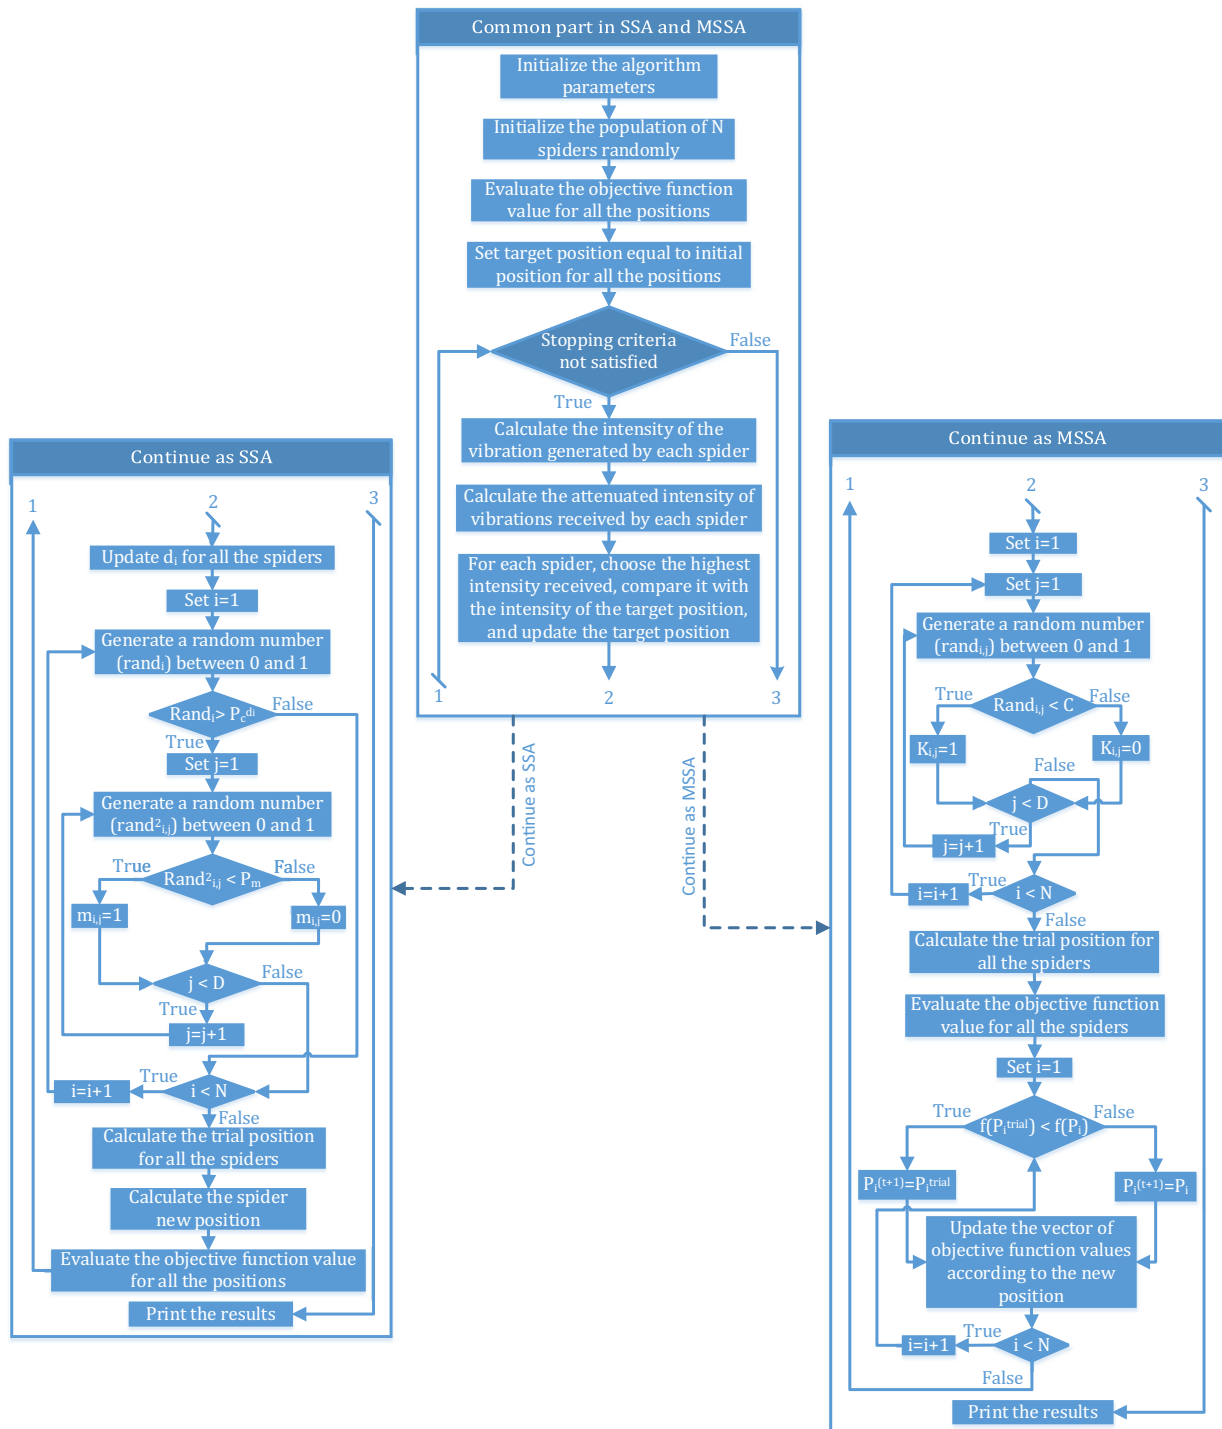 Common part in SSA and MSSA
Initialize the algorithm
parameters
Initialize the population of N
spiders randomly
Evaluate the objective function
value for all the positions
Set target position equal to initial
position for all the positions
Stopping criteria
not satisfied
False
True
Calculate the intensity of the
vibration generated by each spider
Calculate the attenuated intensity of
vibrations received by each spider
For each spider, choose the highest
intensity received, compare it with
the intensity of the target position,
and update the target position
1
2
3
Continue as SSA
Continue as MSSA
Continue as SSA
1
2
3
Update dᵢ for all the spiders
Set i=1
Generate a random number
(randᵢ) between 0 and 1
Randᵢ> P_c^di
False
True
Set j=1
Generate a random number
(rand²ᵢ,ⱼ) between 0 and 1
True
Rand²ᵢ,ⱼ < Pₘ
False
mᵢ,ⱼ=1
mᵢ,ⱼ=0
j < D
False
True
j=j+1
i=i+1
True
i < N
False
Calculate the trial position
for all the spiders
Calculate the spider
new position
Evaluate the objective function value
for all the positions
Print the results
Continue as MSSA
1
2
3
Set i=1
Set j=1
Generate a random number
(randᵢ,ⱼ) between 0 and 1
True
Randᵢ,ⱼ < C
False
Kᵢ,ⱼ=1
Kᵢ,ⱼ=0
False
j < D
True
j=j+1
i=i+1
True
i < N
False
Calculate the trial position for
all the spiders
Evaluate the objective function
value for all the spiders
Set i=1
True
f(Pᵢᵗʳⁱᵃˡ) < f(Pᵢ)
False
Pᵢ⁽ᵗ⁺¹⁾=Pᵢᵗʳⁱᵃˡ
Pᵢ⁽ᵗ⁺¹⁾=Pᵢ
Update the vector of
objective function values
according to the new
position
i=i+1
True
i < N
False
Print the results